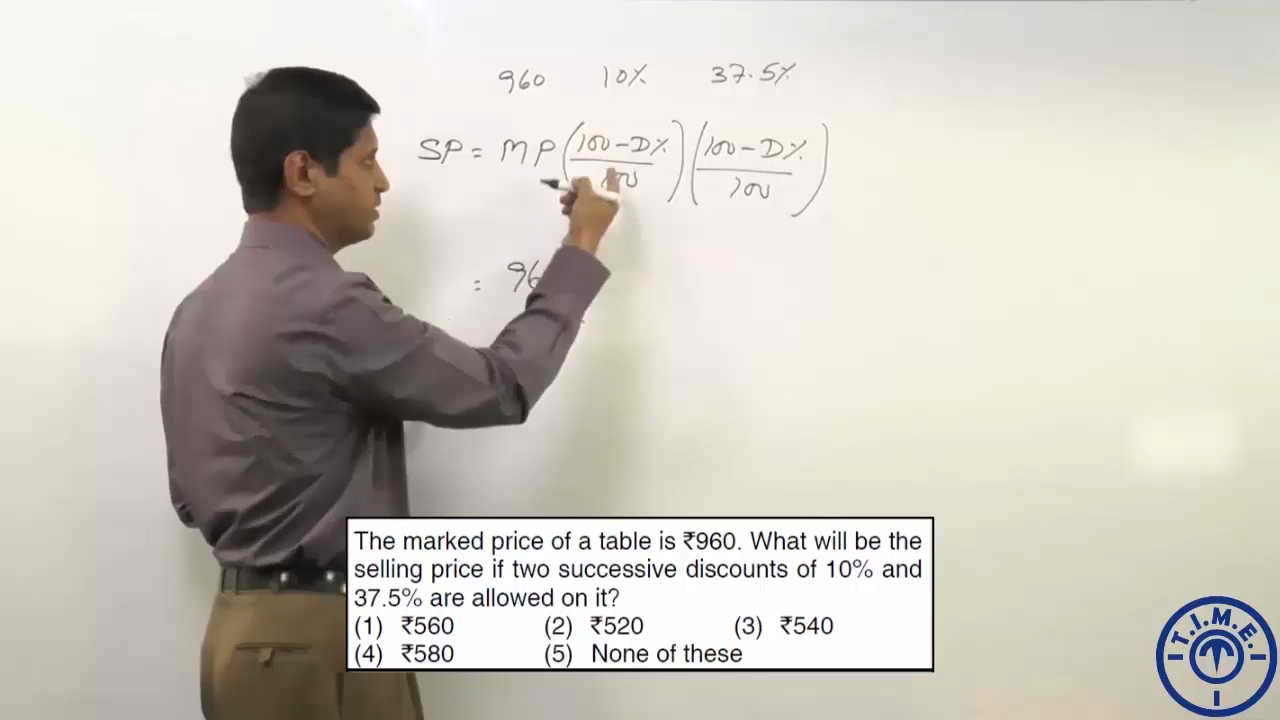 960 10% 37.5%
SP = MP (100 - D% / 100) (100 - D% / 100)
= 96
The marked price of a table is ₹960. What will be the
selling price if two successive discounts of 10% and
37.5% are allowed on it?
(1) ₹560 (2) ₹520 (3) ₹540
(4) ₹580 (5) None of these
T.I.M.E.